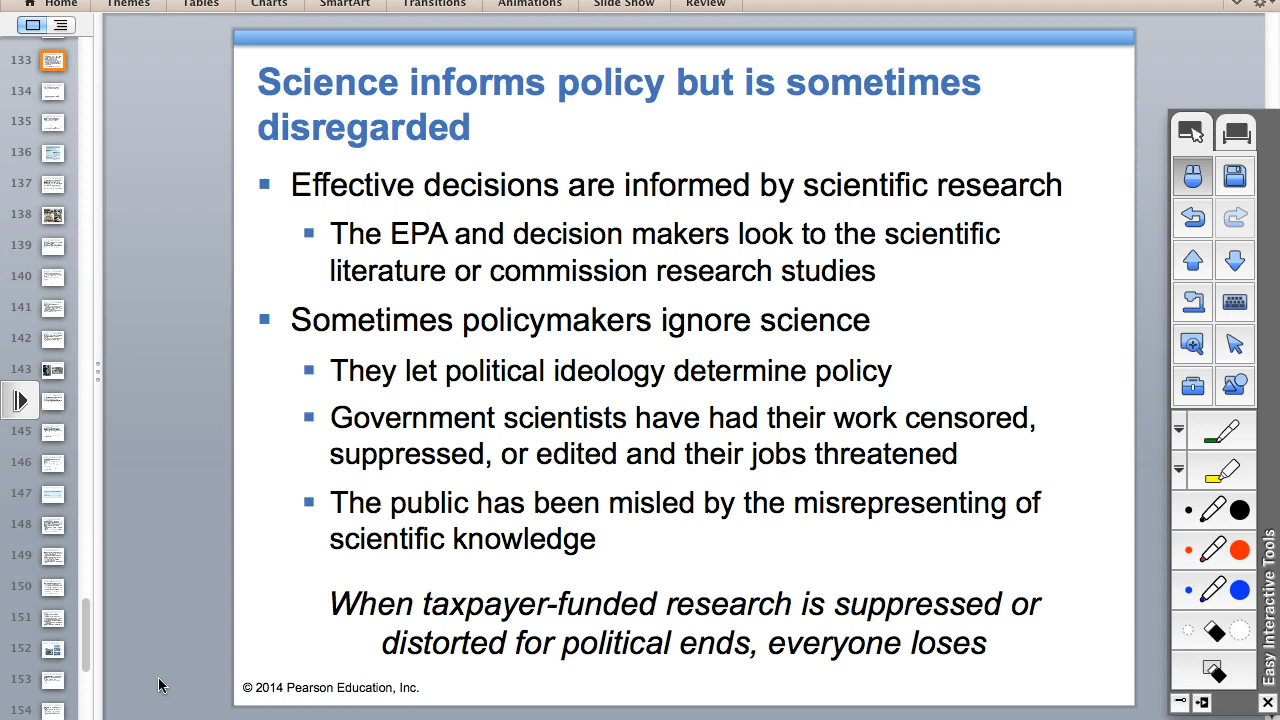 Home Themes Tables Charts SmartArt Transitions Animations Slide Show Review
133
134
135
136
137
138
139
140
141
142
143
145
146
147
148
149
150
151
152
153
154
Science informs policy but is sometimes
disregarded
Effective decisions are informed by scientific research
The EPA and decision makers look to the scientific
literature or commission research studies
Sometimes policymakers ignore science
They let political ideology determine policy
Government scientists have had their work censored,
suppressed, or edited and their jobs threatened
The public has been misled by the misrepresenting of
scientific knowledge
When taxpayer-funded research is suppressed or
distorted for political ends, everyone loses
© 2014 Pearson Education, Inc.
Easy Interactive Tools